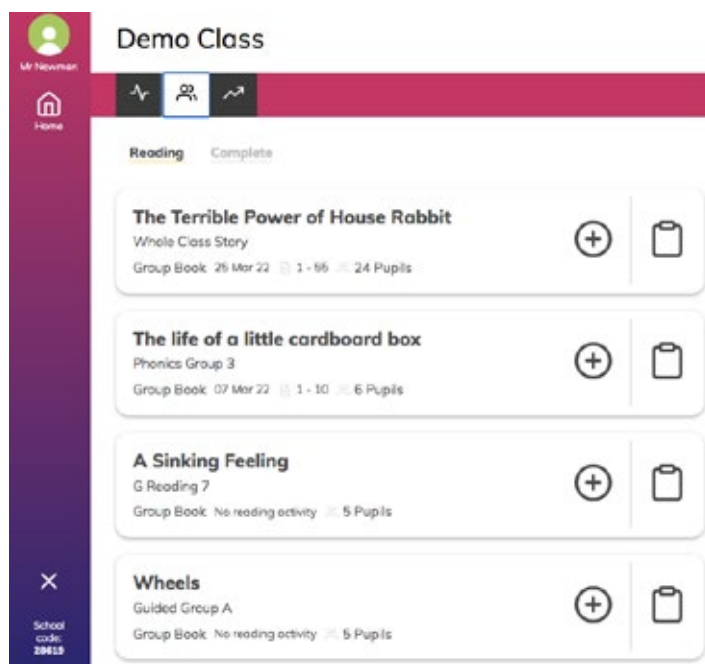 Demo Class
Mr Newman
Home
Reading Complete
The Terrible Power of House Rabbit
Whole Class Story
Group Book 25 Mar 22 1 - 55 24 Pupils
The life of a little cardboard box
Phonics Group 3
Group Book 07 Mar 22 1 - 10 6 Pupils
A Sinking Feeling
G Reading 7
Group Book No reading activity 5 Pupils
Wheels
Guided Group A
Group Book No reading activity 5 Pupils
School
code:
28619